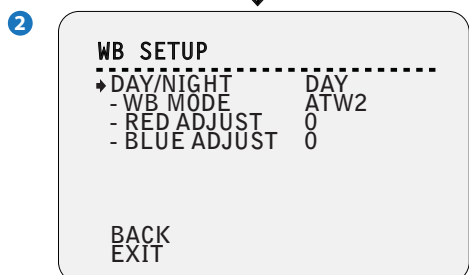 2
WB SETUP
DAY/NIGHT DAY
- WB MODE ATW2
- RED ADJUST 0
- BLUE ADJUST 0
BACK
EXIT